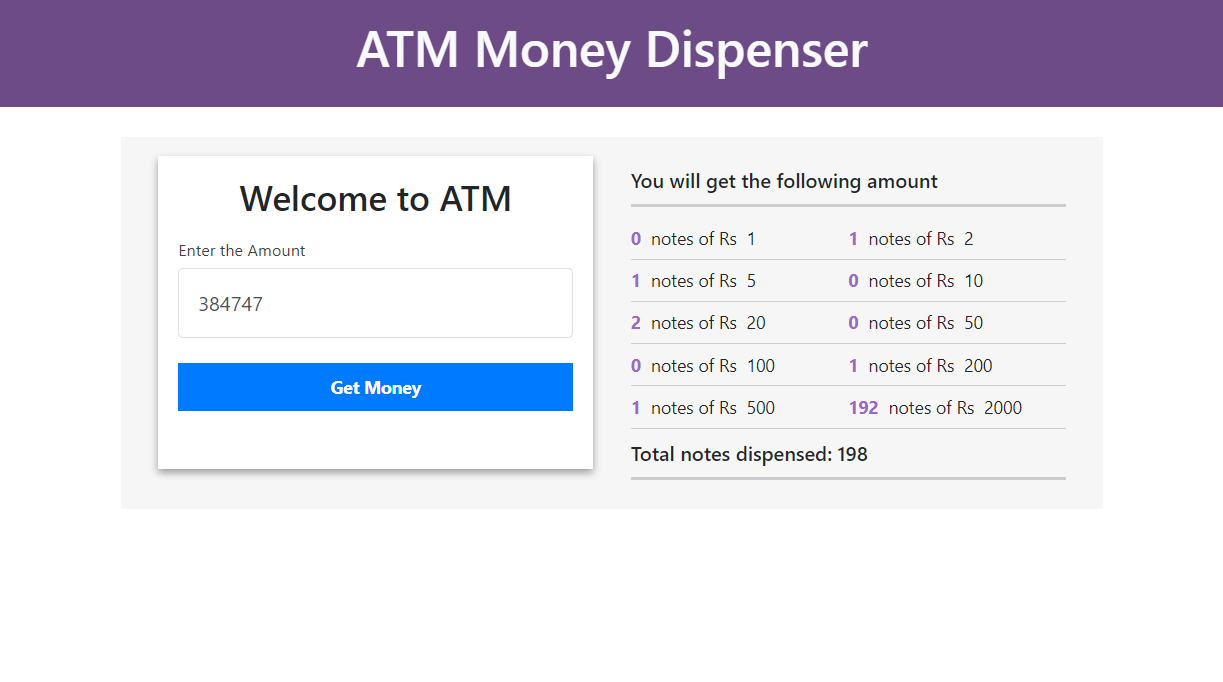 ATM Money Dispenser
Welcome to ATM
Enter the Amount
384747
Get Money
You will get the following amount
0 notes of Rs 1 1 notes of Rs 2
1 notes of Rs 5 0 notes of Rs 10
2 notes of Rs 20 0 notes of Rs 50
0 notes of Rs 100 1 notes of Rs 200
1 notes of Rs 500 192 notes of Rs 2000
Total notes dispensed: 198